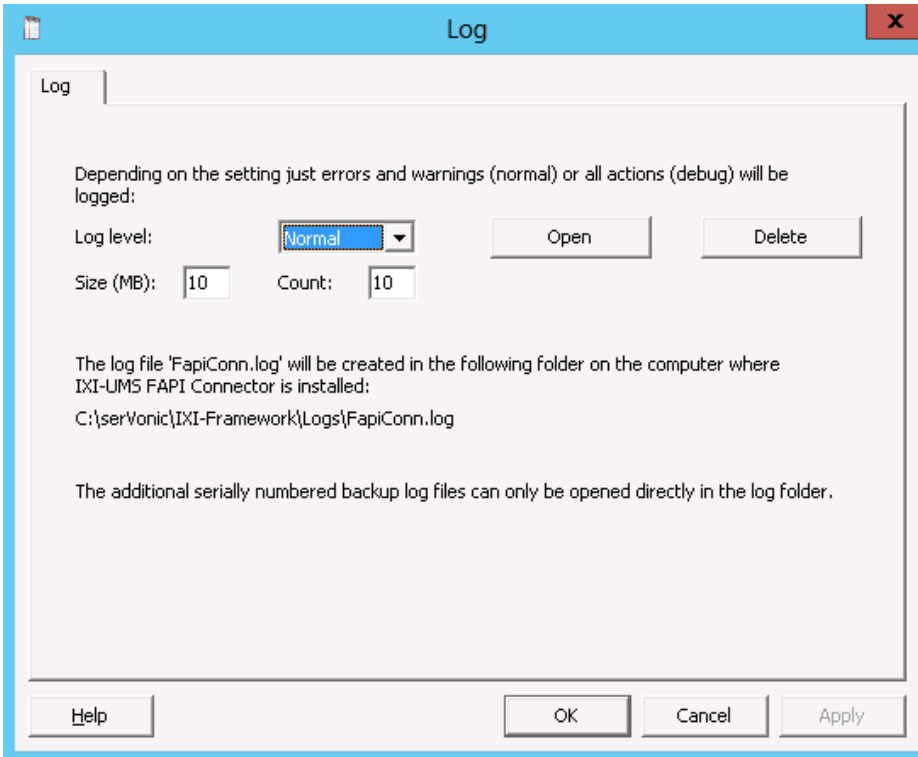 Log
x
Log
Depending on the setting just errors and warnings (normal) or all actions (debug) will be
logged:
Log level: Normal Open Delete
Size (MB): 10 Count: 10
The log file 'FapiConn.log' will be created in the following folder on the computer where
IXI-UMS FAPI Connector is installed:
C:\serVonic\IXI-Framework\Logs\FapiConn.log
The additional serially numbered backup log files can only be opened directly in the log folder.
Help OK Cancel Apply